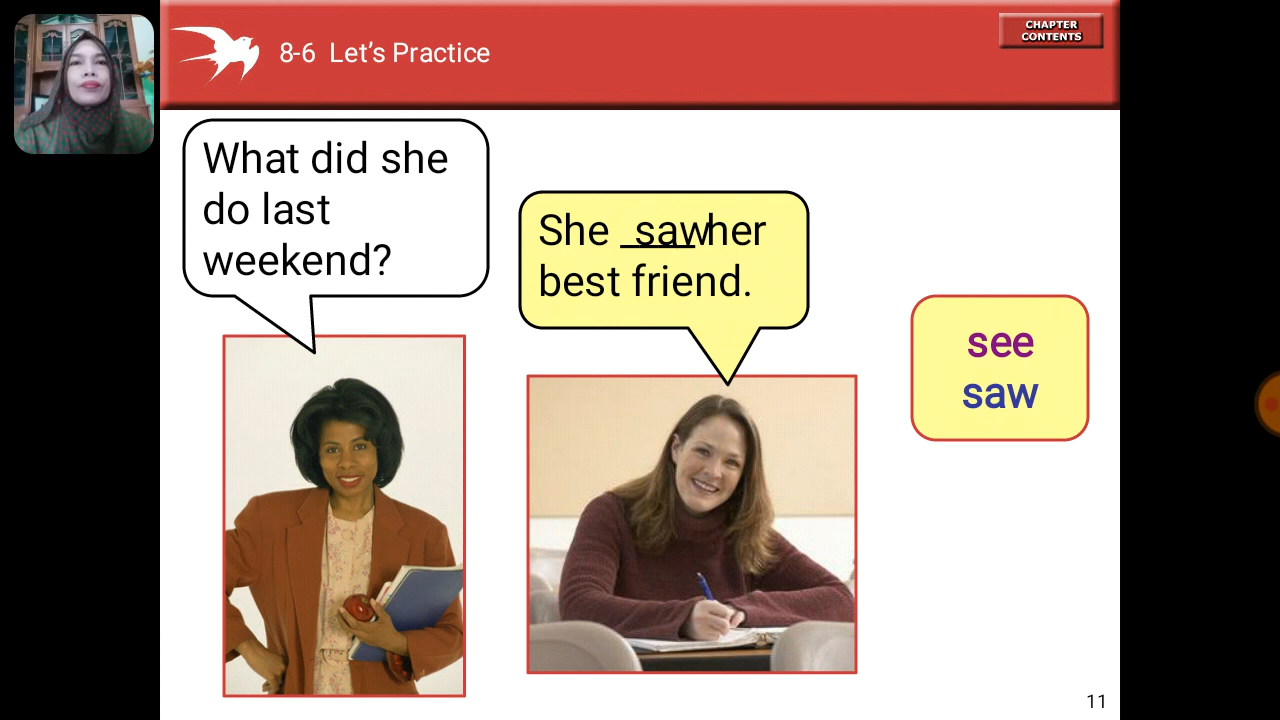 8-6 Let's Practice
CHAPTER
CONTENTS
What did she
do last
weekend?
She saw her
best friend.
see
saw
11